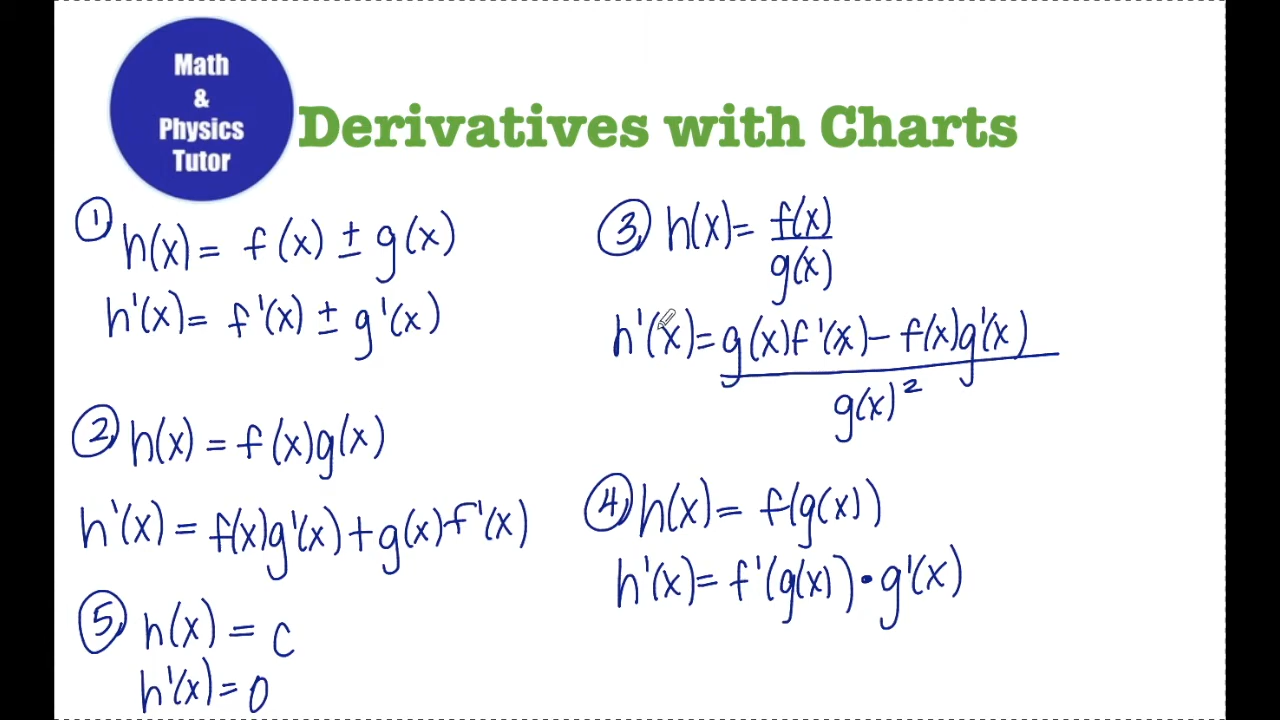 Math
&
Physics
Tutor
Derivatives with Charts
① h(x) = f(x) ± g(x)
h'(x) = f'(x) ± g'(x)
② h(x) = f(x)g(x)
h'(x) = f(x)g'(x) + g(x)f'(x)
⑤ h(x) = c
h'(x) = 0
③ h(x) = f(x)
g(x)
h'(x) = g(x)f'(x) − f(x)g'(x)
g(x)²
④ h(x) = f(g(x))
h'(x) = f'(g(x)) • g'(x)